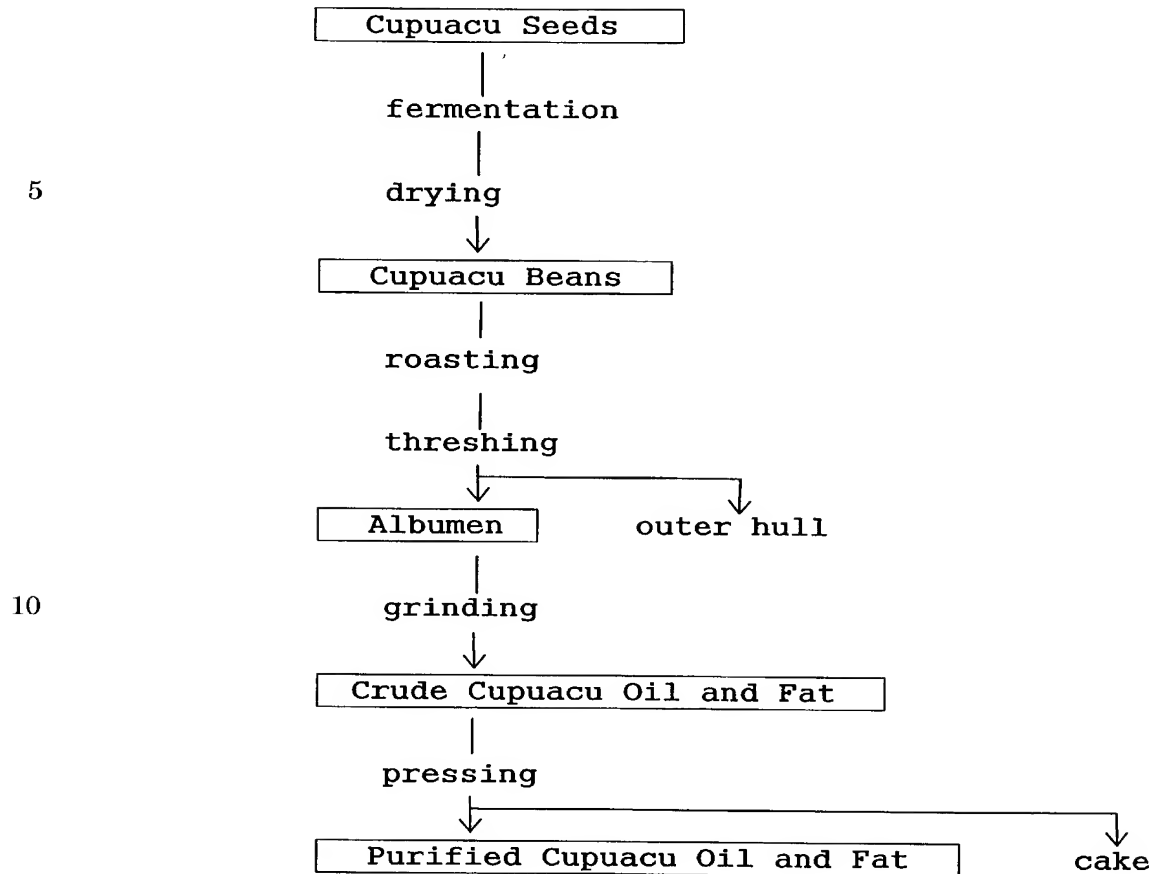 Cupuacu Seeds
fermentation
5
drying
Cupuacu Beans
roasting
threshing
Albumen
outer hull
10
grinding
Crude Cupuacu Oil and Fat
pressing
Purified Cupuacu Oil and Fat
cake